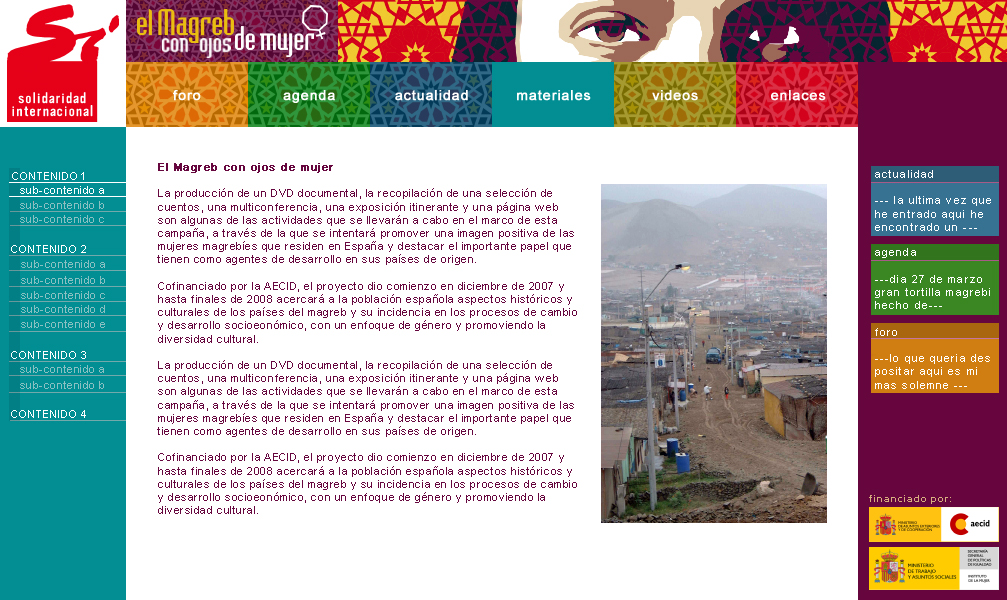 Sí
solidaridad
internacional
el Magreb
con ojos de mujer
foro
agenda
actualidad
materiales
videos
enlaces
CONTENIDO 1
sub-contenido a
sub-contenido b
sub-contenido c
CONTENIDO 2
sub-contenido a
sub-contenido b
sub-contenido c
sub-contenido d
sub-contenido e
CONTENIDO 3
sub-contenido a
sub-contenido b
CONTENIDO 4
El Magreb con ojos de mujer
La producción de un DVD documental, la recopilación de una selección de
cuentos, una multiconferencia, una exposición itinerante y una página web
son algunas de las actividades que se llevarán a cabo en el marco de esta
campaña, a través de la que se intentará promover una imagen positiva de las
mujeres magrebíes que residen en España y destacar el importante papel que
tienen como agentes de desarrollo en sus países de origen.
Cofinanciado por la AECID, el proyecto dio comienzo en diciembre de 2007 y
hasta finales de 2008 acercará a la población española aspectos históricos y
culturales de los países del magreb y su incidencia en los procesos de cambio
y desarrollo socioeconómico, con un enfoque de género y promoviendo la
diversidad cultural.
La producción de un DVD documental, la recopilación de una selección de
cuentos, una multiconferencia, una exposición itinerante y una página web
son algunas de las actividades que se llevarán a cabo en el marco de esta
campaña, a través de la que se intentará promover una imagen positiva de las
mujeres magrebíes que residen en España y destacar el importante papel que
tienen como agentes de desarrollo en sus países de origen.
Cofinanciado por la AECID, el proyecto dio comienzo en diciembre de 2007 y
hasta finales de 2008 acercará a la población española aspectos históricos y
culturales de los países del magreb y su incidencia en los procesos de cambio
y desarrollo socioeconómico, con un enfoque de género y promoviendo la
diversidad cultural.
actualidad
--- la ultima vez que
he entrado aqui he
encontrado un ---
agenda
---dia 27 de marzo
gran tortilla magrebi
hecho de---
foro
---lo que queria des
positar aqui es mi
mas solemne ---
financiado por:
MINISTERIO
DE ASUNTOS EXTERIORES
Y DE COOPERACIÓN
aecid
MINISTERIO
DE TRABAJO
Y ASUNTOS SOCIALES
SECRETARÍA
GENERAL
DE POLÍTICAS
DE IGUALDAD
INSTITUTO
DE LA MUJER